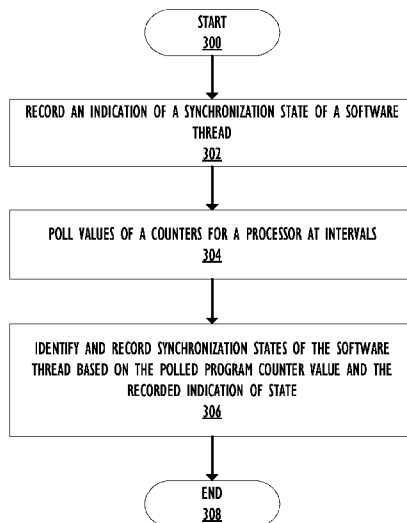 START
300
RECORD AN INDICATION OF A SYNCHRONIZATION STATE OF A SOFTWARE
THREAD
302
POLL VALUES OF A COUNTERS FOR A PROCESSOR AT INTERVALS
304
IDENTIFY AND RECORD SYNCHRONIZATION STATES OF THE SOFTWARE
THREAD BASED ON THE POLLED PROGRAM COUNTER VALUE AND THE
RECORDED INDICATION OF STATE
306
END
308